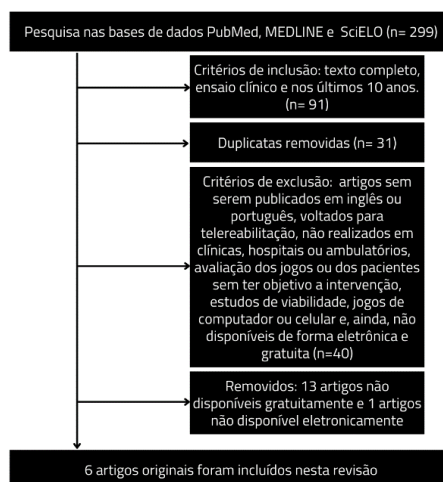 Pesquisa nas bases de dados PubMed, MEDLINE e SciELO (n= 299)
Critérios de inclusão: texto completo,
ensaio clínico e nos últimos 10 anos.
(n= 91)
Duplicatas removidas (n= 31)
Critérios de exclusão: artigos sem
serem publicados em inglês ou
português, voltados para
telereabilitação, não realizados em
clínicas, hospitais ou ambulatórios,
avaliação dos jogos ou dos pacientes
sem ter objetivo a intervenção,
estudos de viabilidade, jogos de
computador ou celular e, ainda, não
disponíveis de forma eletrônica e
gratuita (n=40)
Removidos: 13 artigos não
disponíveis gratuitamente e 1 artigos
não disponível eletronicamente
6 artigos originais foram incluídos nesta revisão